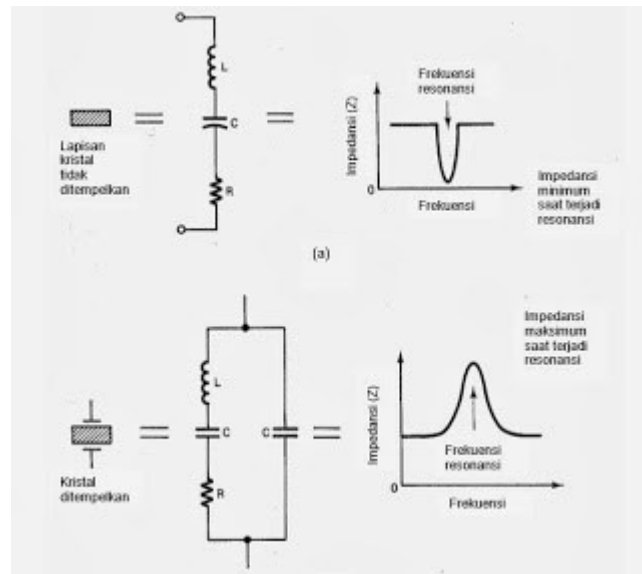 L
C
R
Lapisan
kristal
tidak
ditempelkan
Impedansi (Z)
Frekuensi
resonansi
0
Frekuensi
Impedansi
minimum
saat terjadi
resonansi
(a)
L
C
C
R
Kristal
ditempelkan
Impedansi (Z)
Impedansi
maksimum
saat terjadi
resonansi
Frekuensi
resonansi
0
Frekuensi